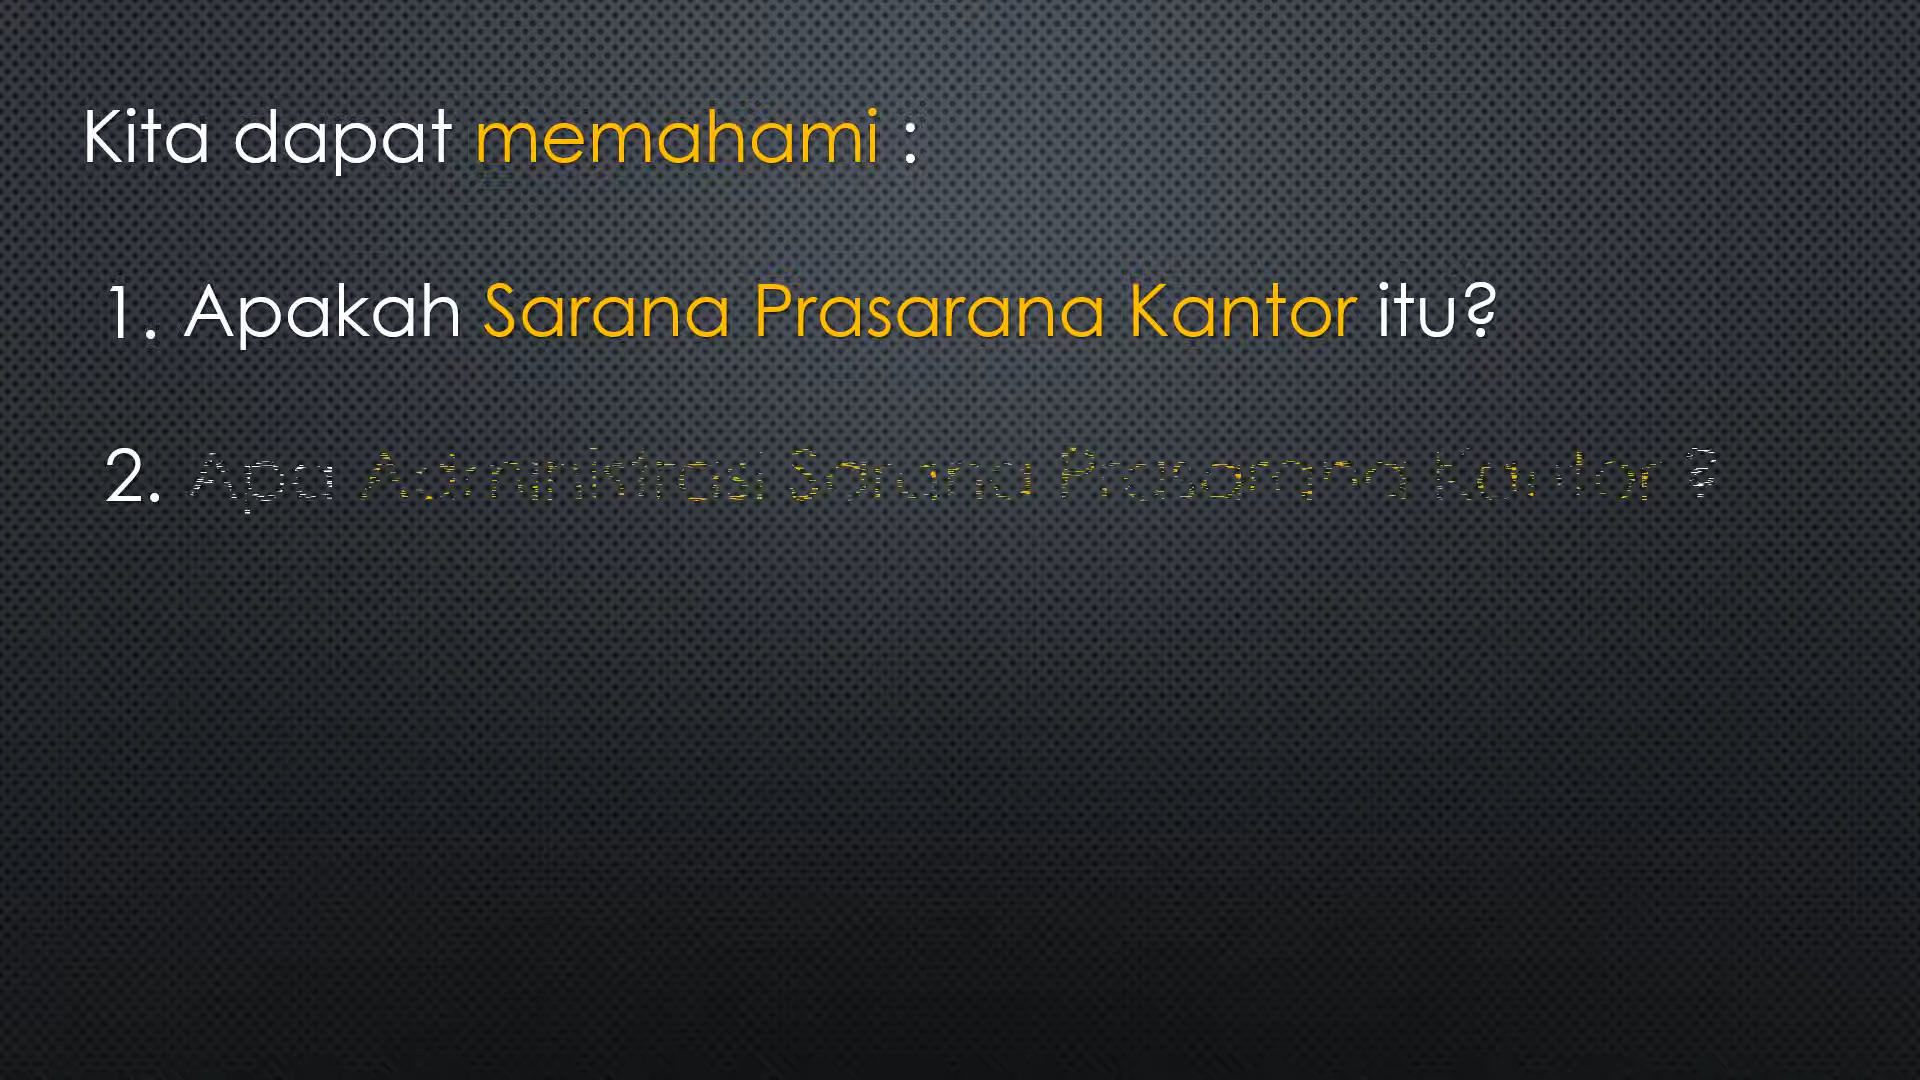 Kita dapat memahami :
1. Apakah Sarana Prasarana Kantor itu?
2. Apa Administrasi Sarana Prasarana Kantor ?